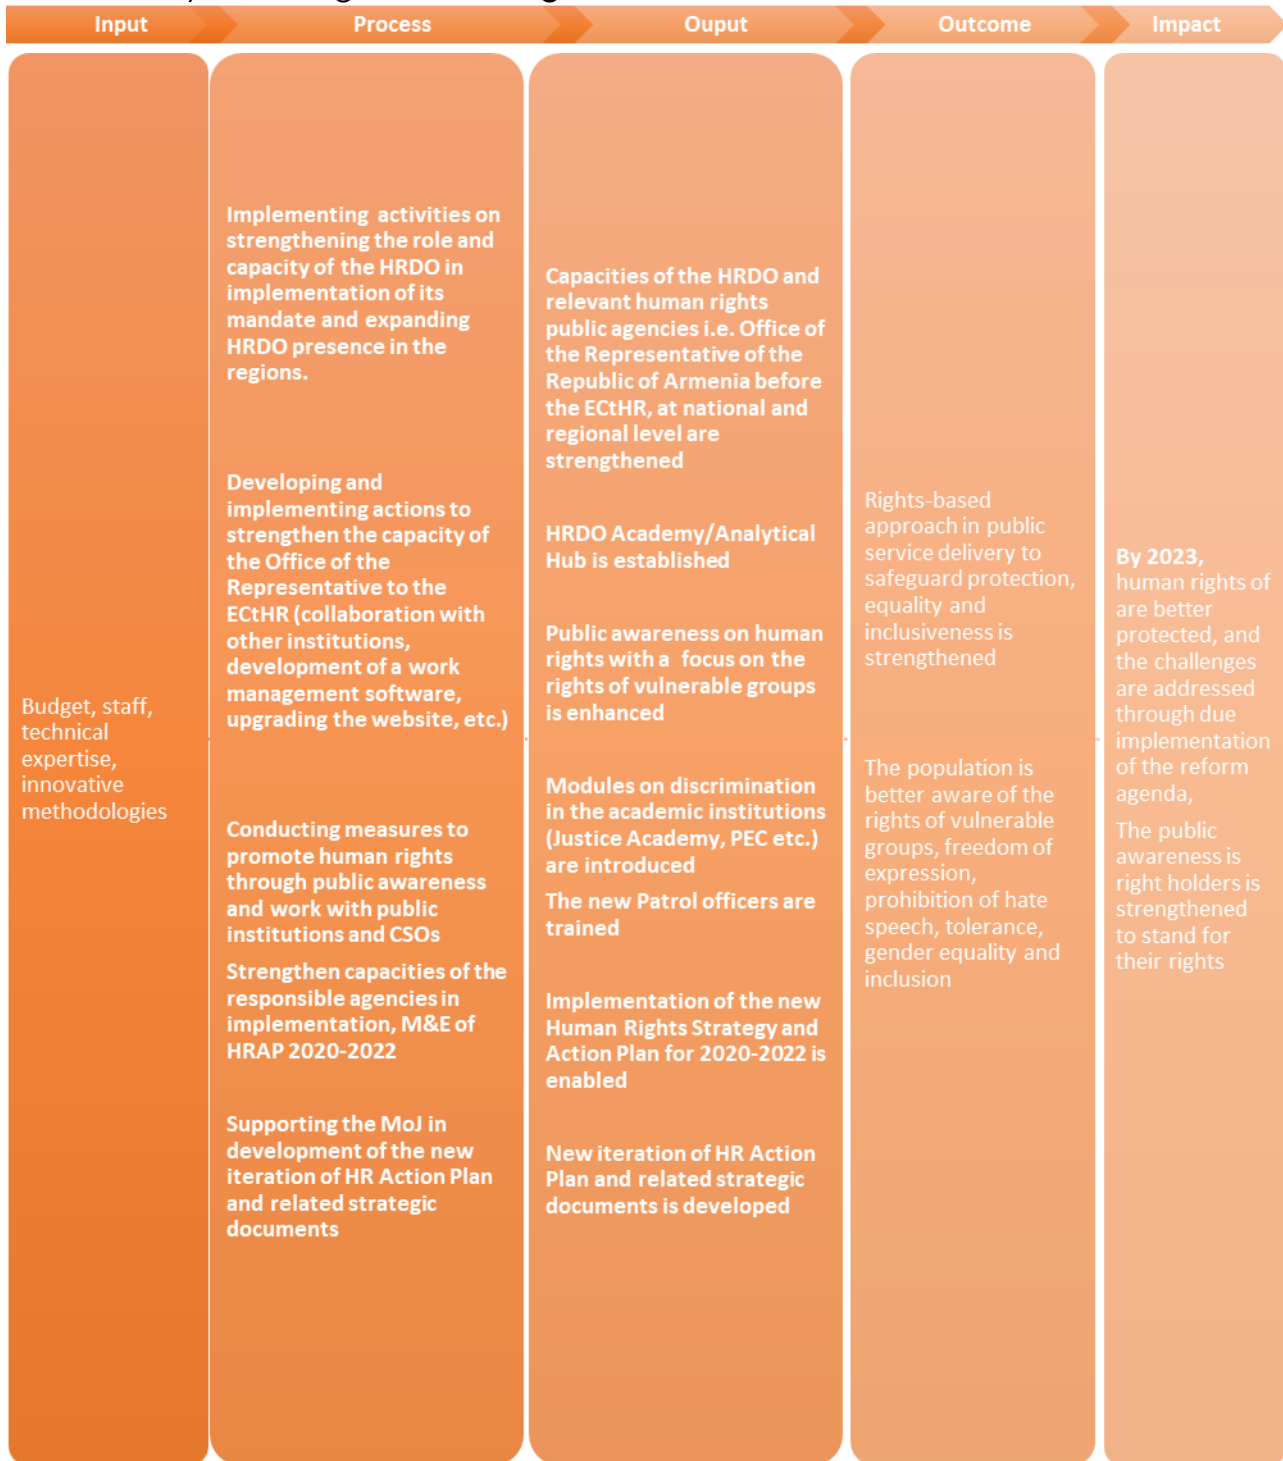 Input
Process
Ouput
Outcome
Impact
Budget, staff,
technical
expertise,
innovative
methodologies
Implementing activities on
strengthening the role and
capacity of the HRDO in
implementation of its
mandate and expanding
HRDO presence in the
regions.
Developing and
implementing actions to
strengthen the capacity of
the Office of the
Representative to the
ECtHR (collaboration with
other institutions,
development of a work
management software,
upgrading the website, etc.)
Conducting measures to
promote human rights
through public awareness
and work with public
institutions and CSOs
Strengthen capacities of the
responsible agencies in
implementation, M&E of
HRAP 2020-2022
Supporting the MoJ in
development of the new
iteration of HR Action Plan
and related strategic
documents
Capacities of the HRDO and
relevant human rights
public agencies i.e. Office of
the Representative of the
Republic of Armenia before
the ECtHR, at national and
regional level are
strengthened
HRDO Academy/Analytical
Hub is established
Public awareness on human
rights with a focus on the
rights of vulnerable groups
is enhanced
Modules on discrimination
in the academic institutions
(Justice Academy, PEC etc.)
are introduced
The new Patrol officers are
trained
Implementation of the new
Human Rights Strategy and
Action Plan for 2020-2022 is
enabled
New iteration of HR Action
Plan and related strategic
documents is developed
Rights-based
approach in public
service delivery to
safeguard protection,
equality and
inclusiveness is
strengthened
The population is
better aware of the
rights of vulnerable
groups, freedom of
expression,
prohibition of hate
speech, tolerance,
gender equality and
inclusion
By 2023,
human rights of
are better
protected, and
the challenges
are addressed
through due
implementation
of the reform
agenda,
The public
awareness is
right holders is
strengthened
to stand for
their rights